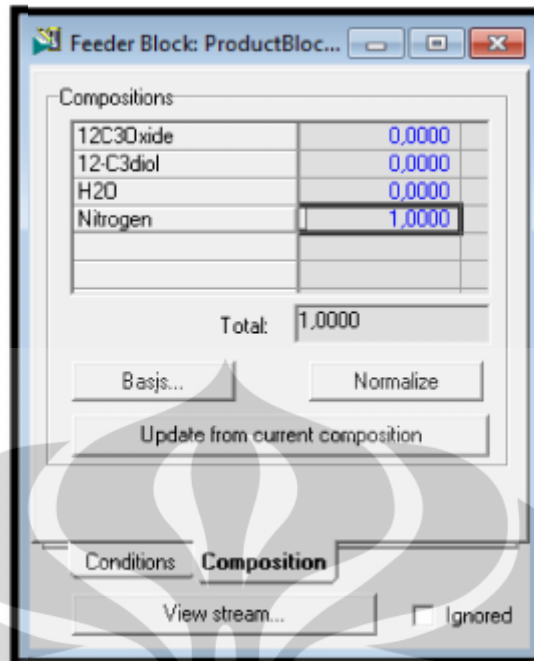 Feeder Block: ProductBloc...
Compositions
12C3Oxide 0,0000
12-C3diol 0,0000
H2O 0,0000
Nitrogen 1,0000
Total: 1,0000
Basis... Normalize
Update from current composition
Conditions Composition
View stream... Ignored